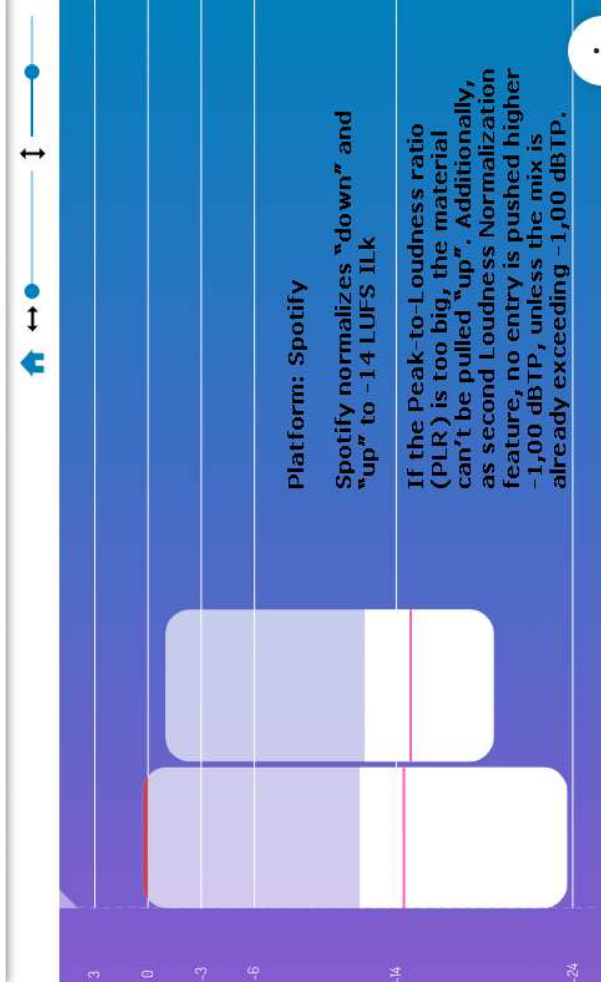 3
0
-3
-6
-14
-24
Platform: Spotify
Spotify normalizes “down” and
“up” to -14 LUFS ILk
If the Peak-to-Loudness ratio
(PLR) is too big, the material
can’t be pulled “up”. Additionally,
as second Loudness Normalization
feature, no entry is pushed higher
-1,00 dBTP, unless the mix is
already exceeding -1,00 dBTP.